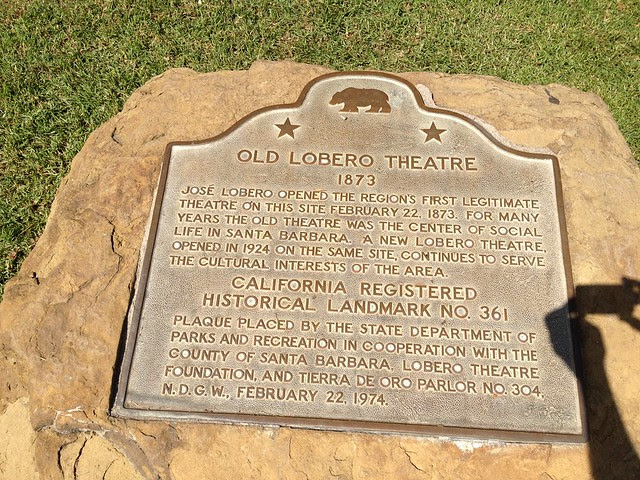 OLD LOBERO THEATRE
1873
JOSÉ LOBERO OPENED THE REGION'S FIRST LEGITIMATE
THEATRE ON THIS SITE FEBRUARY 22, 1873. FOR MANY
YEARS THE OLD THEATRE WAS THE CENTER OF SOCIAL
LIFE IN SANTA BARBARA. A NEW LOBERO THEATRE,
OPENED IN 1924 ON THE SAME SITE, CONTINUES TO SERVE
THE CULTURAL INTERESTS OF THE AREA.
CALIFORNIA REGISTERED
HISTORICAL LANDMARK NO. 361
PLAQUE PLACED BY THE STATE DEPARTMENT OF
PARKS AND RECREATION IN COOPERATION WITH THE
COUNTY OF SANTA BARBARA, LOBERO THEATRE
FOUNDATION, AND TIERRA DE ORO PARLOR NO. 304,
N.D.G.W., FEBRUARY 22, 1974.